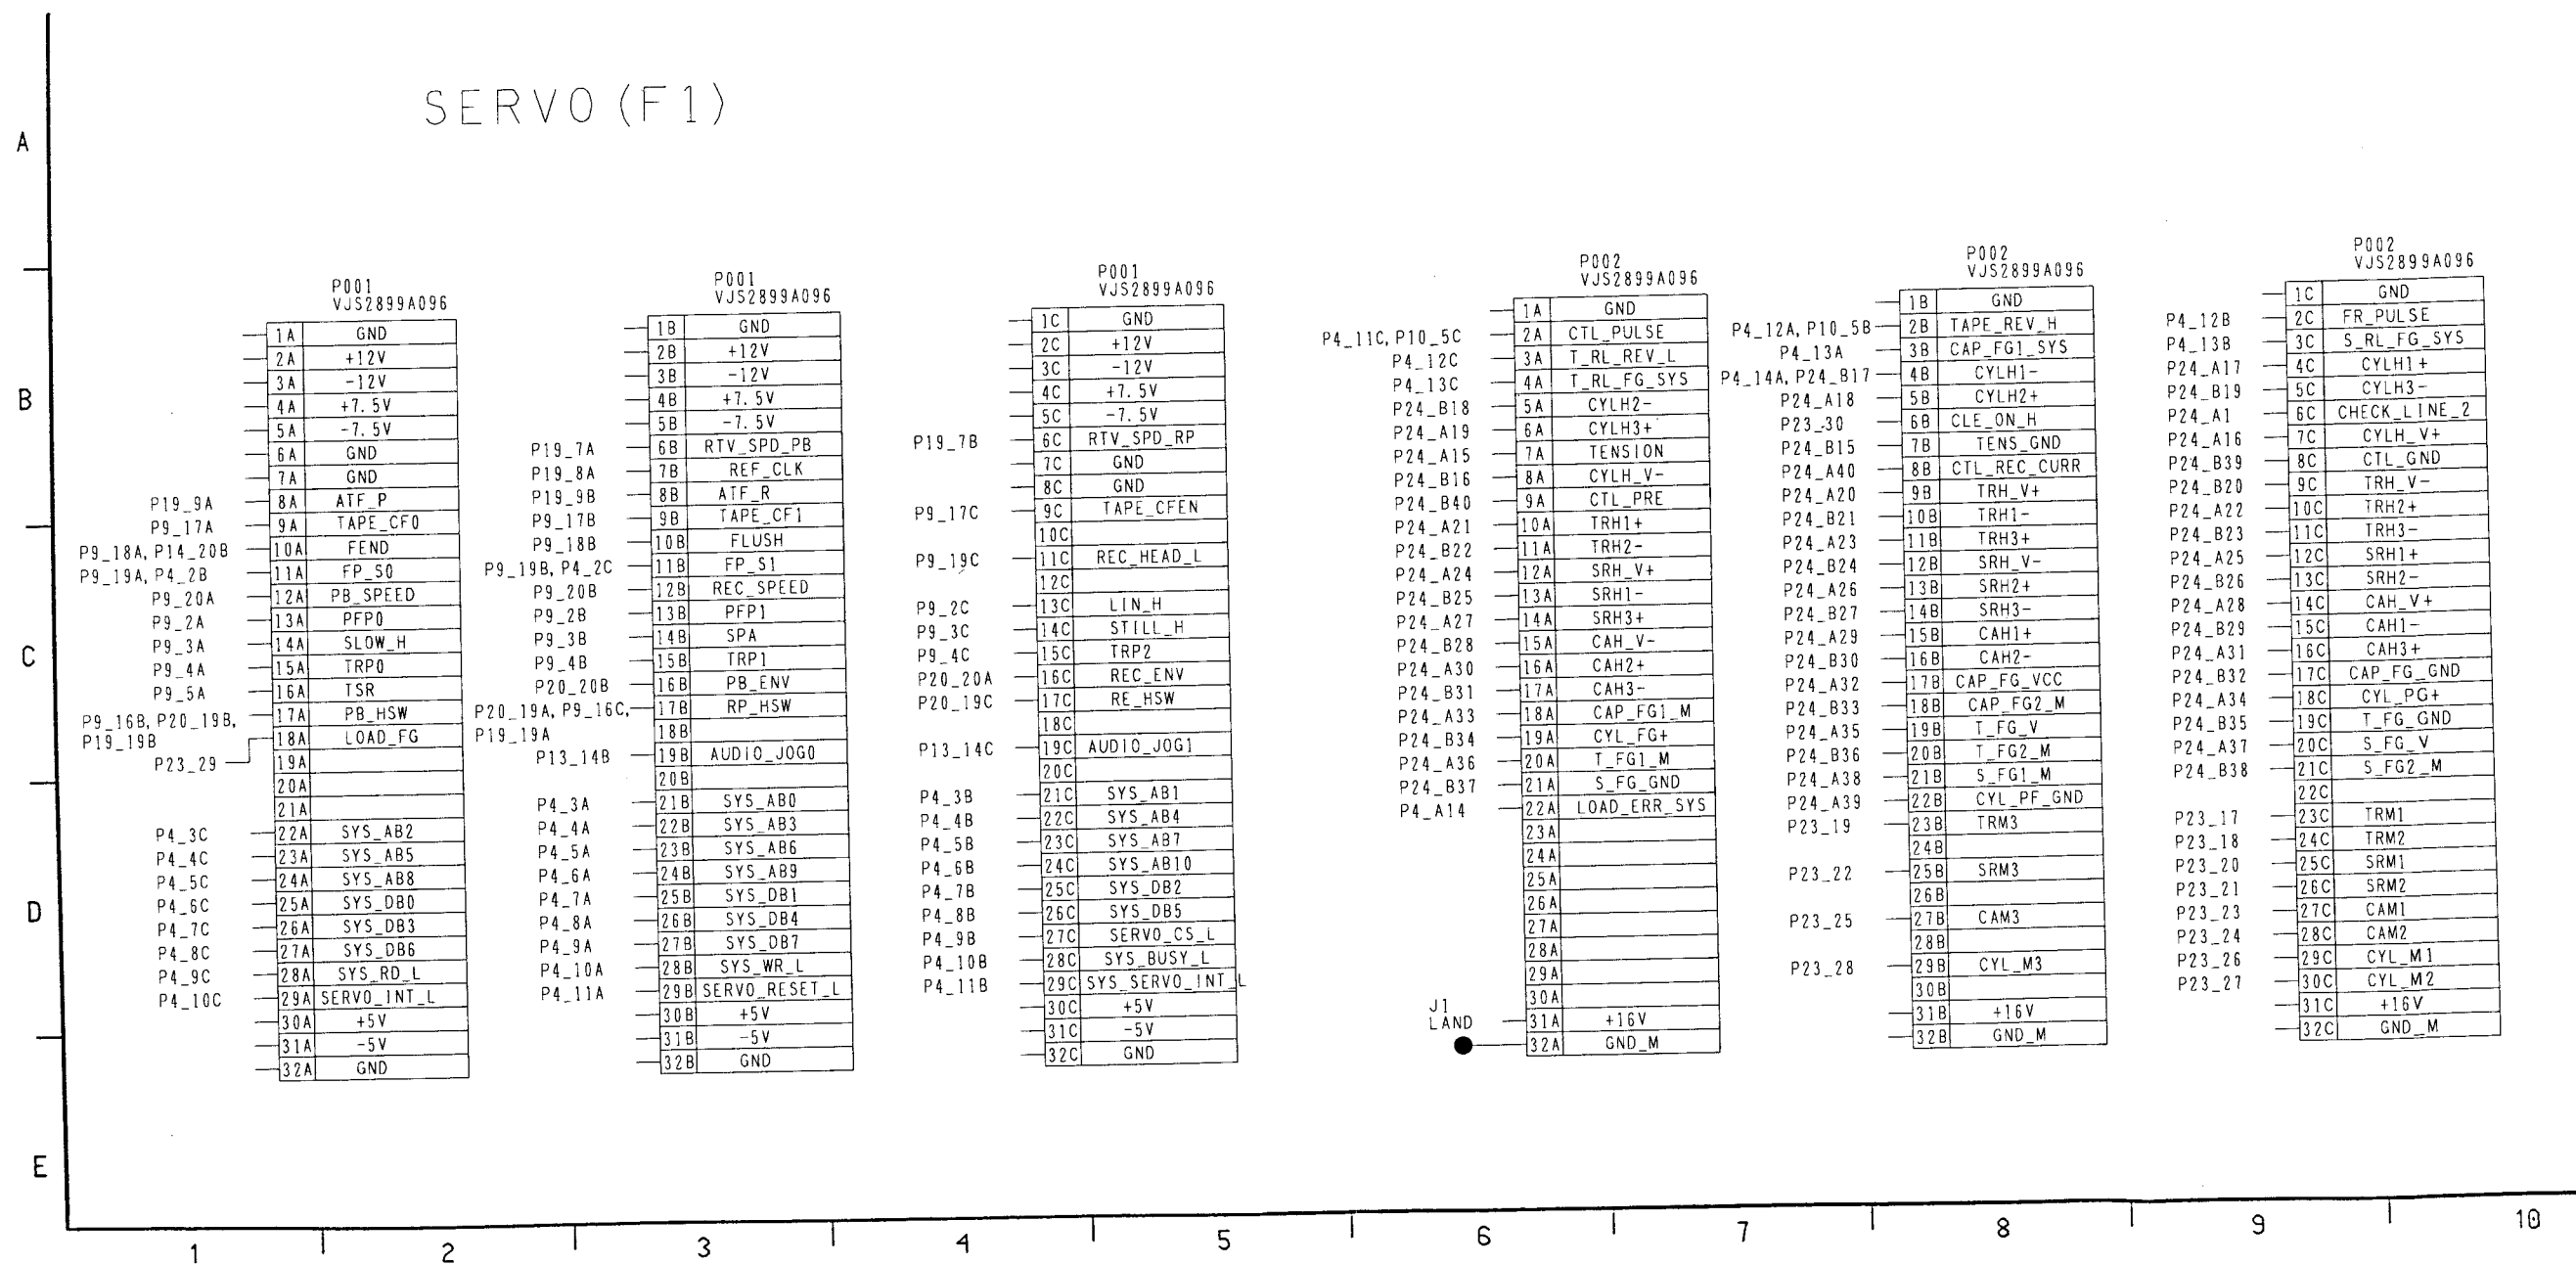 SERVO(F1)
A
B
C
D
E
P001
VJS2899A096
1A GND
2A +12V
3A -12V
4A +7.5V
5A -7.5V
6A GND
7A GND
P19_9A 8A ATF_P
P9_17A 9A TAPE_CF0
P9_18A, P14_20B 10A FEND
P9_19A, P4_2B 11A FP_S0
P9_20A 12A PB_SPEED
P9_2A 13A PFP0
P9_3A 14A SLOW_H
P9_4A 15A TRP0
P9_5A 16A TSR
P9_16B, P20_19B, 17A PB_HSW
P19_19B 18A LOAD_FG
P23_29 19A
20A
21A
P4_3C 22A SYS_AB2
P4_4C 23A SYS_AB5
P4_5C 24A SYS_AB8
P4_6C 25A SYS_DB0
P4_7C 26A SYS_DB3
P4_8C 27A SYS_DB6
P4_9C 28A SYS_RD_L
P4_10C 29A SERVO_INT_L
30A +5V
31A -5V
32A GND
P001
VJS2899A096
1B GND
2B +12V
3B -12V
4B +7.5V
5B -7.5V
P19_7A 6B RTV_SPD_PB
P19_8A 7B REF_CLK
P19_9B 8B ATF_R
P9_17B 9B TAPE_CF1
P9_18B 10B FLUSH
P9_19B, P4_2C 11B FP_S1
P9_20B 12B REC_SPEED
P9_2B 13B PFP1
P9_3B 14B SPA
P9_4B 15B TRP1
P20_20B 16B PB_ENV
P20_19A, P9_16C, 17B RP_HSW
P19_19A 18B
P13_14B 19B AUDIO_JOG0
20B
P4_3A 21B SYS_AB0
P4_4A 22B SYS_AB3
P4_5A 23B SYS_AB6
P4_6A 24B SYS_AB9
P4_7A 25B SYS_DB1
P4_8A 26B SYS_DB4
P4_9A 27B SYS_DB7
P4_10A 28B SYS_WR_L
P4_11A 29B SERVO_RESET_L
30B +5V
31B -5V
32B GND
P001
VJS2899A096
1C GND
2C +12V
3C -12V
4C +7.5V
5C -7.5V
P19_7B 6C RTV_SPD_RP
7C GND
8C GND
P9_17C 9C TAPE_CFEN
10C
P9_19C 11C REC_HEAD_L
12C
P9_2C 13C LIN_H
P9_3C 14C STILL_H
P9_4C 15C TRP2
P20_20A 16C REC_ENV
P20_19C 17C RE_HSW
18C
P13_14C 19C AUDIO_JOG1
20C
P4_3B 21C SYS_AB1
P4_4B 22C SYS_AB4
P4_5B 23C SYS_AB7
P4_6B 24C SYS_AB10
P4_7B 25C SYS_DB2
P4_8B 26C SYS_DB5
P4_9B 27C SERVO_CS_L
P4_10B 28C SYS_BUSY_L
P4_11B 29C SYS_SERVO_INT_L
30C +5V
31C -5V
32C GND
P002
VJS2899A096
1A GND
P4_11C, P10_5C 2A CTL_PULSE
P4_12C 3A T_RL_REV_L
P4_13C 4A T_RL_FG_SYS
P24_B18 5A CYLH2-
P24_A19 6A CYLH3+
P24_A15 7A TENSION
P24_B16 8A CYLH_V-
P24_B40 9A CTL_PRE
P24_A21 10A TRH1+
P24_B22 11A TRH2-
P24_A24 12A SRH_V+
P24_B25 13A SRH1-
P24_A27 14A SRH3+
P24_B28 15A CAH_V-
P24_A30 16A CAH2+
P24_B31 17A CAH3-
P24_A33 18A CAP_FG1_M
P24_B34 19A CYL_FG+
P24_A36 20A T_FG1_M
P24_B37 21A S_FG_GND
P4_A14 22A LOAD_ERR_SYS
23A
24A
25A
26A
27A
28A
29A
30A
J1
LAND 31A +16V
32A GND_M
P002
VJS2899A096
1B GND
P4_12A, P10_5B 2B TAPE_REV_H
P4_13A 3B CAP_FG1_SYS
P4_14A, P24_B17 4B CYLH1-
P24_A18 5B CYLH2+
P23_30 6B CLE_ON_H
P24_B15 7B TENS_GND
P24_A40 8B CTL_REC_CURR
P24_A20 9B TRH_V+
P24_B21 10B TRH1-
P24_A23 11B TRH3+
P24_B24 12B SRH_V-
P24_A26 13B SRH2+
P24_B27 14B SRH3-
P24_A29 15B CAH1+
P24_B30 16B CAH2-
P24_A32 17B CAP_FG_VCC
P24_B33 18B CAP_FG2_M
P24_A35 19B T_FG_V
P24_B36 20B T_FG2_M
P24_A38 21B S_FG1_M
P24_A39 22B CYL_PF_GND
P23_19 23B TRM3
24B
P23_22 25B SRM3
26B
P23_25 27B CAM3
28B
P23_28 29B CYL_M3
30B
31B +16V
32B GND_M
P002
VJS2899A096
1C GND
P4_12B 2C FR_PULSE
P4_13B 3C S_RL_FG_SYS
P24_A17 4C CYLH1+
P24_B19 5C CYLH3-
P24_A1 6C CHECK_LINE_2
P24_A16 7C CYLH_V+
P24_B39 8C CTL_GND
P24_B20 9C TRH_V-
P24_A22 10C TRH2+
P24_B23 11C TRH3-
P24_A25 12C SRH1+
P24_B26 13C SRH2-
P24_A28 14C CAH_V+
P24_B29 15C CAH1-
P24_A31 16C CAH3+
P24_B32 17C CAP_FG_GND
P24_A34 18C CYL_PG+
P24_B35 19C T_FG_GND
P24_A37 20C S_FG_V
P24_B38 21C S_FG2_M
22C
P23_17 23C TRM1
P23_18 24C TRM2
P23_20 25C SRM1
P23_21 26C SRM2
P23_23 27C CAM1
P23_24 28C CAM2
P23_26 29C CYL_M1
P23_27 30C CYL_M2
31C +16V
32C GND_M
1 2 3 4 5 6 7 8 9 10